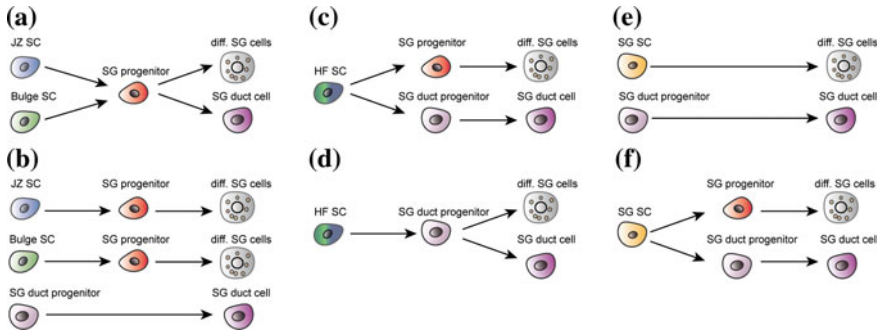 (a)
JZ SC
diff. SG cells
SG progenitor
Bulge SC
SG duct cell
(b)
JZ SC
SG progenitor
diff. SG cells
Bulge SC
SG progenitor
diff. SG cells
SG duct progenitor
SG duct cell
(c)
SG progenitor
diff. SG cells
HF SC
SG duct progenitor
SG duct cell
(d)
diff. SG cells
HF SC
SG duct progenitor
SG duct cell
(e)
SG SC
diff. SG cells
SG duct progenitor
SG duct cell
(f)
SG progenitor
diff. SG cells
SG SC
SG duct progenitor
SG duct cell